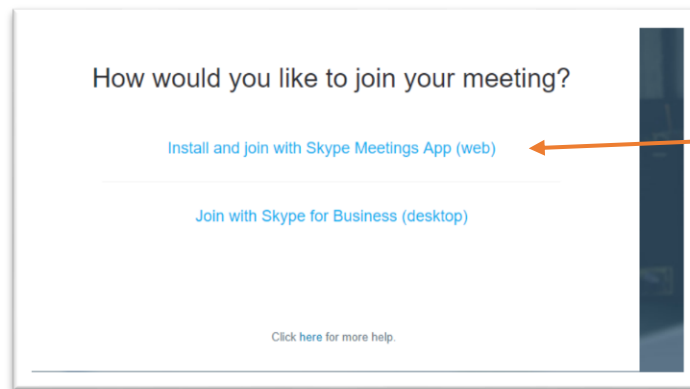 How would you like to join your meeting?
Install and join with Skype Meetings App (web)
Join with Skype for Business (desktop)
Click here for more help.